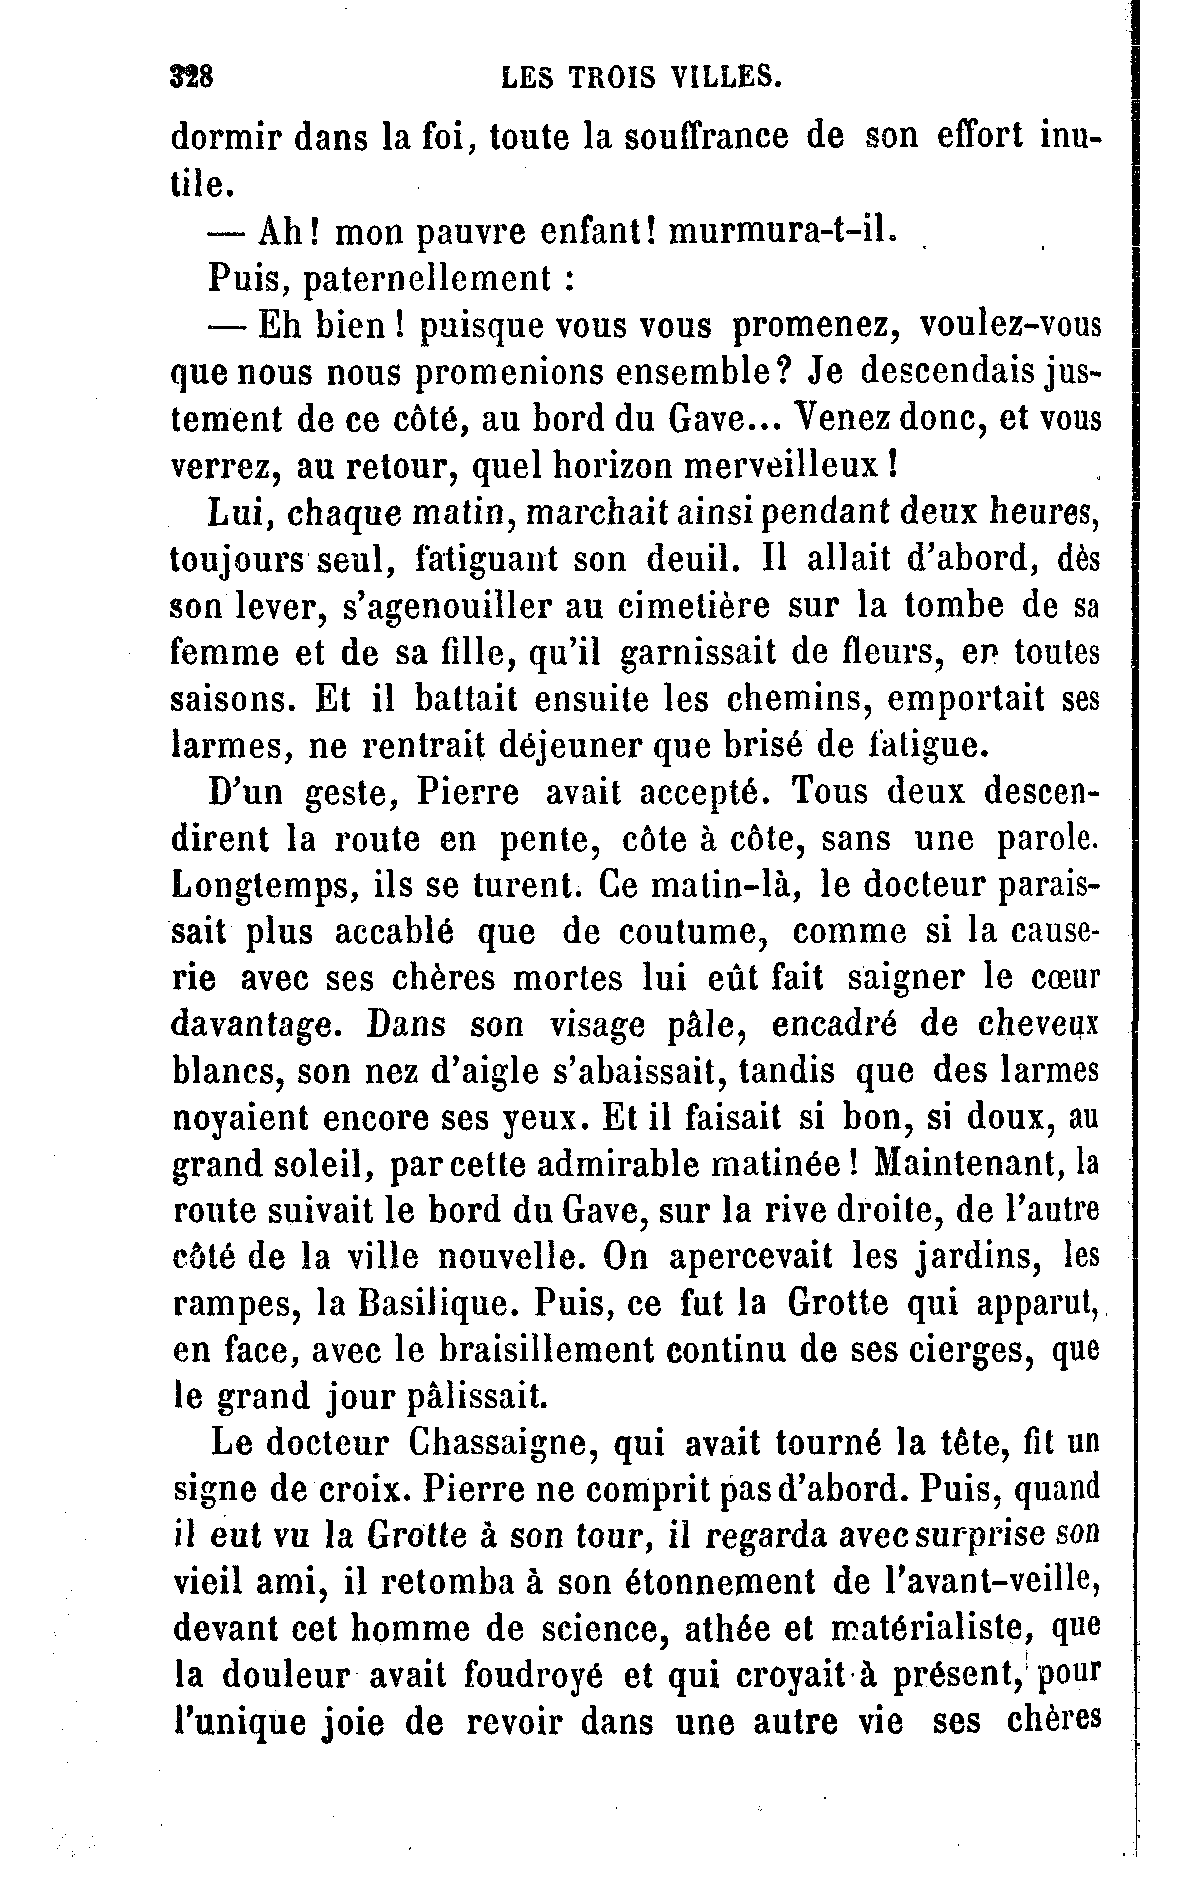 328 LES TROIS VILLES.
dormir dans la foi, toute la souffrance de son effort inu-
tile.
— Ah! mon pauvre enfant! murmura-t-il.
Puis, paternellement :
— Eh bien ! puisque vous vous promenez, voulez-vous
que nous nous promenions ensemble? Je descendais jus-
tement de ce côté, au bord du Gave... Venez donc, et vous
verrez, au retour, quel horizon merveilleux !
Lui, chaque matin, marchait ainsi pendant deux heures,
toujours seul, fatiguant son deuil. Il allait d'abord, dès
son lever, s'agenouiller au cimetière sur la tombe de sa
femme et de sa fille, qu'il garnissait de fleurs, en toutes
saisons. Et il battait ensuite les chemins, emportait ses
larmes, ne rentrait déjeuner que brisé de fatigue.
D'un geste, Pierre avait accepté. Tous deux descen-
dirent la route en pente, côte à côte, sans une parole.
Longtemps, ils se turent. Ce matin-là, le docteur parais-
sait plus accablé que de coutume, comme si la cause-
rie avec ses chères mortes lui eût fait saigner le cœur
davantage. Dans son visage pâle, encadré de cheveux
blancs, son nez d'aigle s'abaissait, tandis que des larmes
noyaient encore ses yeux. Et il faisait si bon, si doux, au
grand soleil, par cette admirable matinée ! Maintenant, la
route suivait le bord du Gave, sur la rive droite, de l'autre
côté de la ville nouvelle. On apercevait les jardins, les
rampes, la Basilique. Puis, ce fut la Grotte qui apparut,
en face, avec le braisillement continu de ses cierges, que
le grand jour pâlissait.
Le docteur Chassaigne, qui avait tourné la tête, fit un
signe de croix. Pierre ne comprit pas d'abord. Puis, quand
il eut vu la Grotte à son tour, il regarda avec surprise son
vieil ami, il retomba à son étonnement de l'avant-veille,
devant cet homme de science, athée et matérialiste, que
la douleur avait foudroyé et qui croyait à présent, pour
l'unique joie de revoir dans une autre vie ses chères